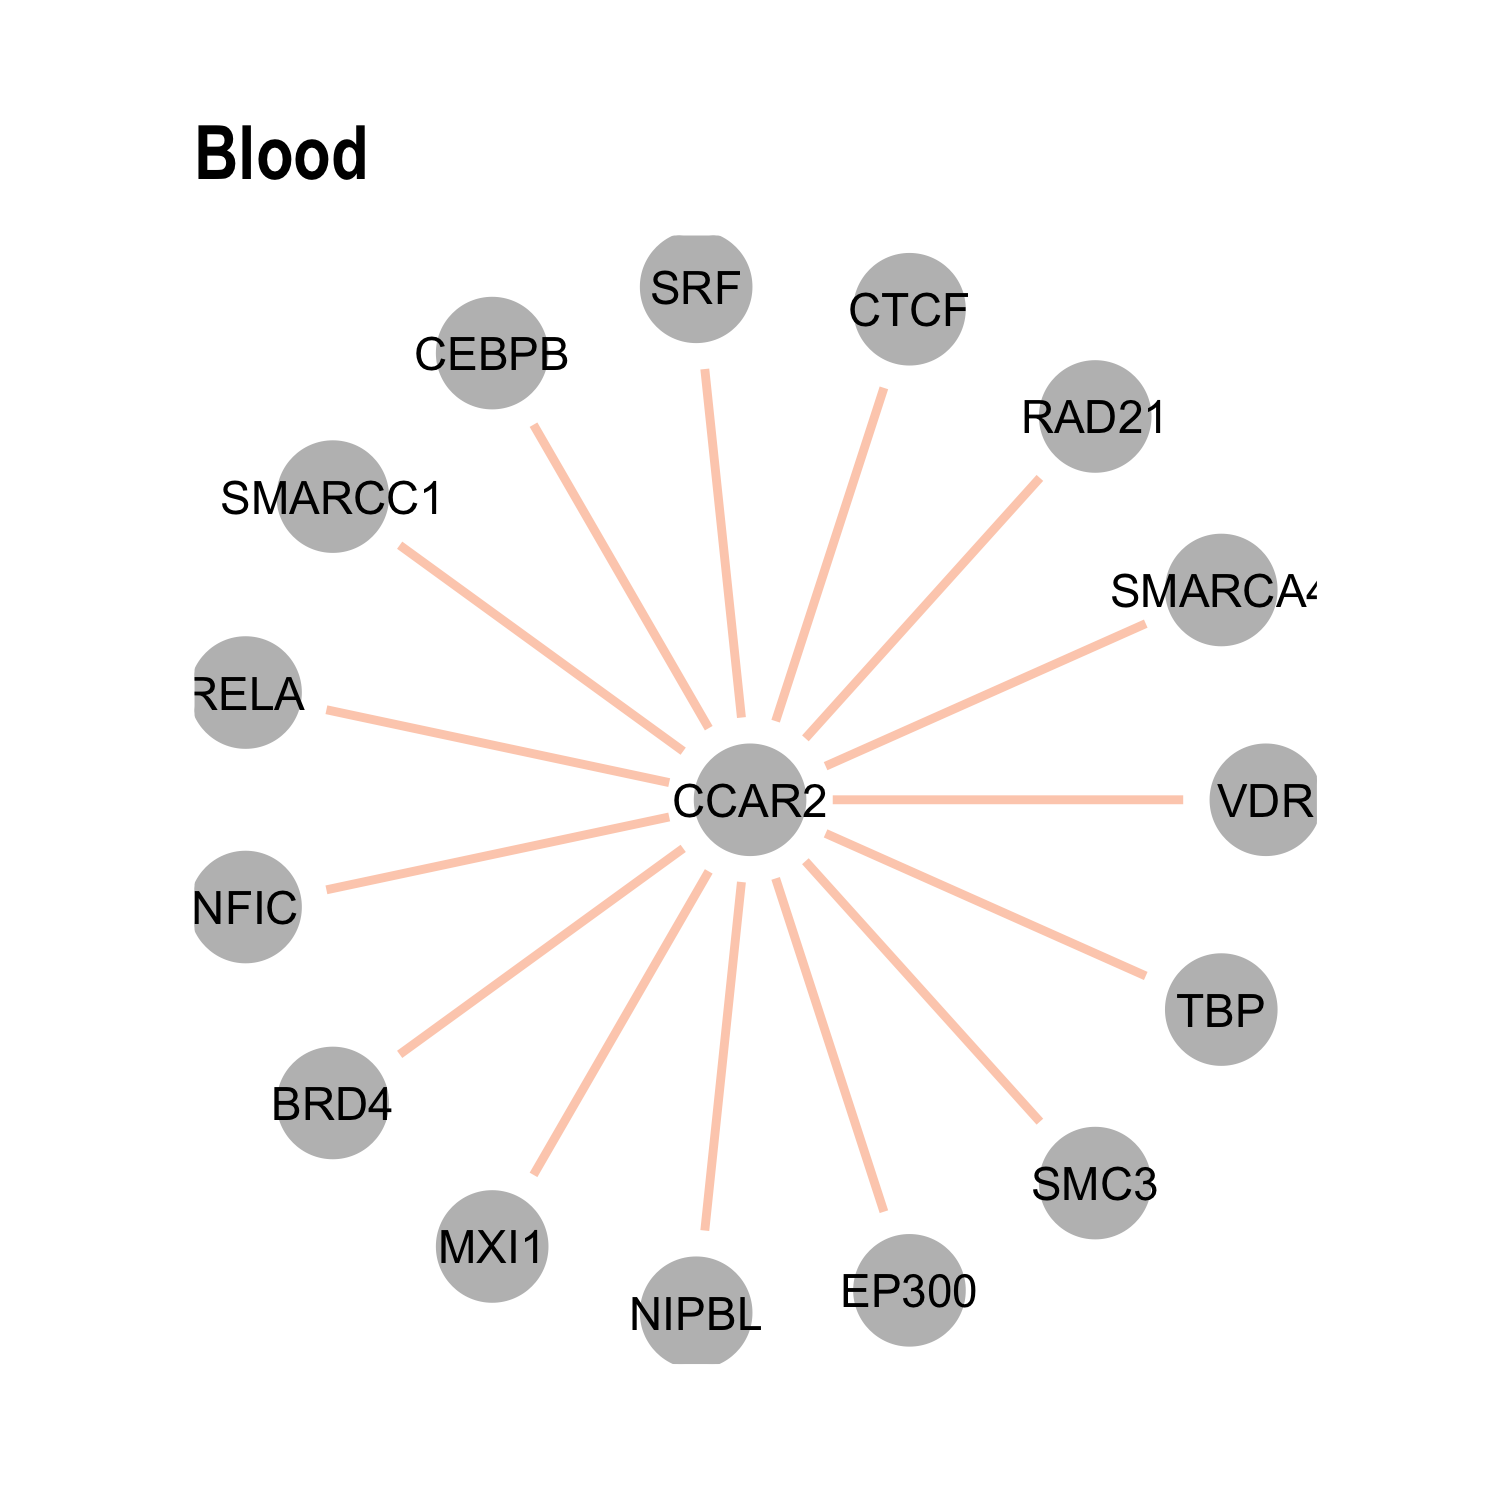 Blood
SRF
CTCF
CEBPB
RAD21
SMARCC1
SMARCA4
RELA
CCAR2
VDR
NFIC
TBP
BRD4
SMC3
MXI1
EP300
NIPBL